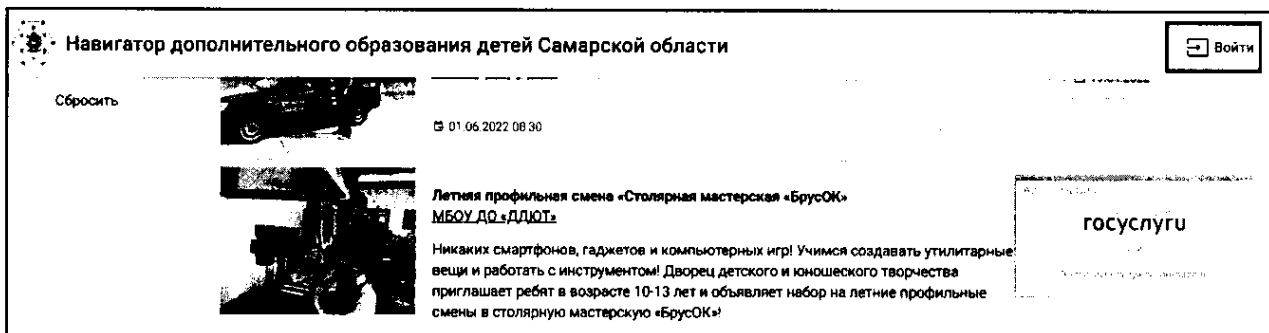 Навигатор дополнительного образования детей Самарской области
Войти
Сбросить
01.06.2022 08:30
Летняя профильная смена «Столярная мастерская «БрусОК»
МБОУ ДО «ДДЮТ»
Никаких смартфонов, гаджетов и компьютерных игр! Учимся создавать утилитарные
вещи и работать с инструментом! Дворец детского и юношеского творчества
приглашает ребят в возрасте 10-13 лет и объявляет набор на летние профильные
смены в столярную мастерскую «БрусОК»!
госуслуги